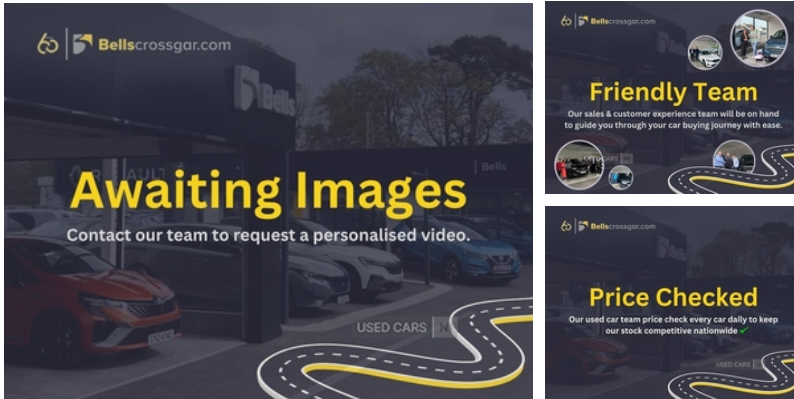 Bellscrossgar.com
Bells
RENAULT
Bells
Awaiting Images
Contact our team to request a personalised video.
USED CARS
Bellscrossgar.com
Friendly Team
Our sales & customer experience team will be on hand
to guide you through your car buying journey with ease.
Bellscrossgar.com
Price Checked
Our used car team price check every car daily to keep
our stock competitive nationwide
USED CARS